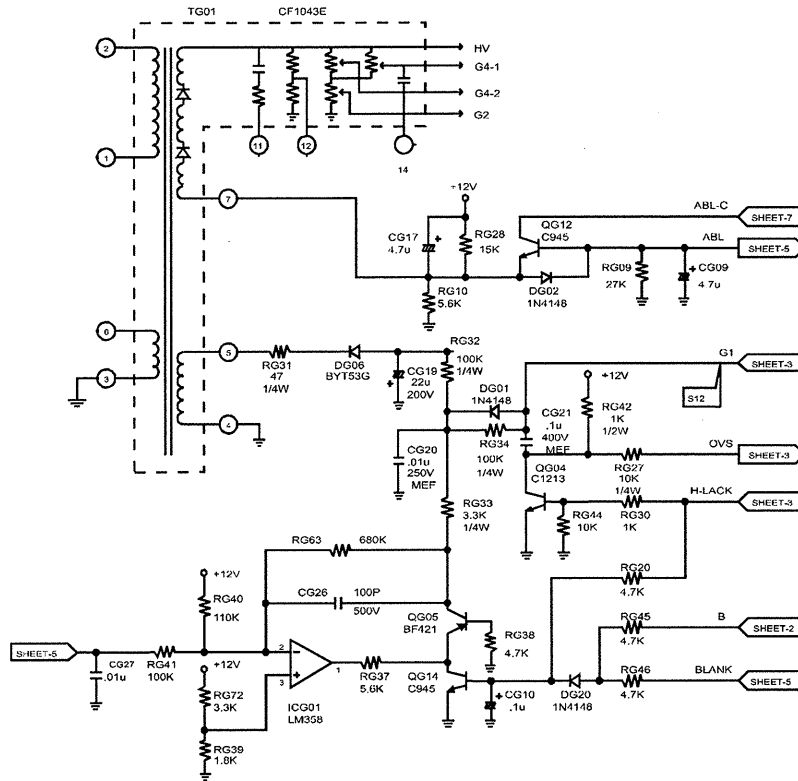 TG01
CF1043E
2
HV
G4-1
G4-2
G2
1
11
12
14
7
+12V
ABL-C
SHEET-7
CG17
4.7u
RG28
15K
QG12
C945
ABL
SHEET-5
RG10
5.6K
DG02
1N4148
RG09
27K
CG09
4.7u
6
3
5
4
RG31
47
1/4W
DG06
BYT53G
CG19
22u
200V
RG32
100K
1/4W
DG01
1N4148
G1
SHEET-3
S12
+12V
RG42
1K
1/2W
CG21
.1u
400V
MEF
RG34
100K
1/4W
OVS
SHEET-3
CG20
.01u
250V
MEF
QG04
C1213
RG27
10K
1/4W
H-LACK
SHEET-3
RG33
3.3K
1/4W
RG44
10K
RG30
1K
RG63
680K
RG20
4.7K
+12V
RG40
110K
CG26
100P
500V
QG05
BF421
RG38
4.7K
RG45
4.7K
B
SHEET-2
SHEET-5
CG27
.01u
RG41
100K
+12V
2
3
1
ICG01
LM358
RG37
5.6K
QG14
C945
CG10
.1u
DG20
1N4148
RG46
4.7K
BLANK
SHEET-5
RG72
3.3K
RG39
1.8K